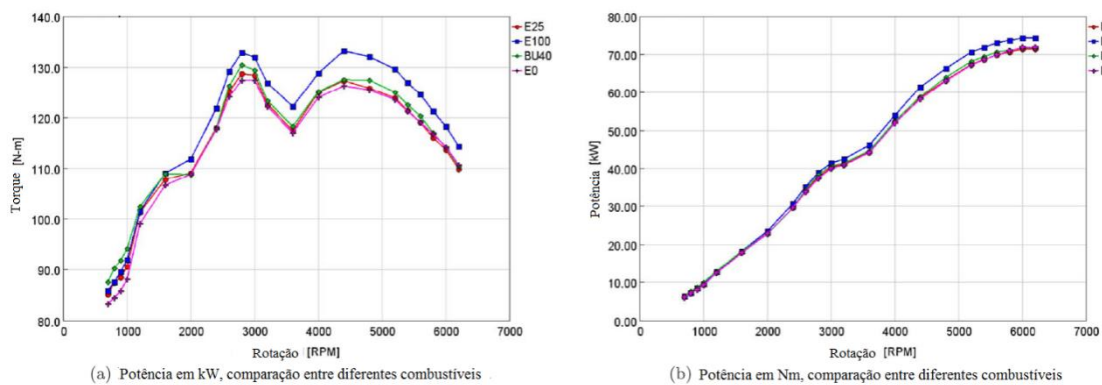 140.0
130.0
120.0
110.0
100.0
90.0
80.0
Torque [N-m]
0 1000 2000 3000 4000 5000 6000 7000
Rotação [RPM]
E25
E100
BU40
E0
(a) Potência em kW, comparação entre diferentes combustíveis
80.00
70.00
60.00
50.00
40.00
30.00
20.00
10.00
0.00
Potência [kW]
0 1000 2000 3000 4000 5000 6000 7000
Rotação [RPM]
(b) Potência em Nm, comparação entre diferentes combustíveis